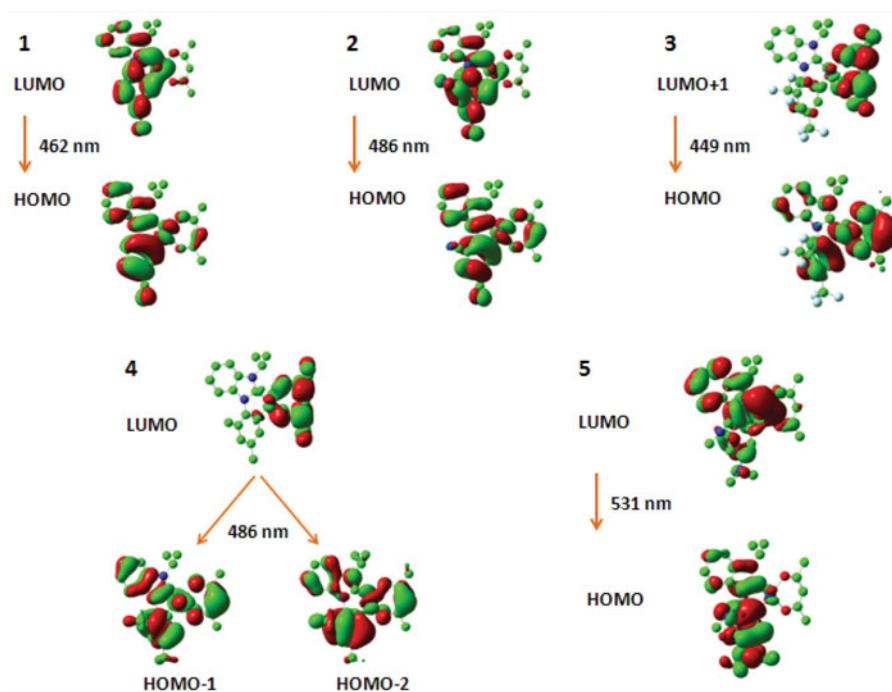 1
LUMO
462 nm
HOMO
2
LUMO
486 nm
HOMO
3
LUMO+1
449 nm
HOMO
4
LUMO
486 nm
HOMO-1
HOMO-2
5
LUMO
531 nm
HOMO